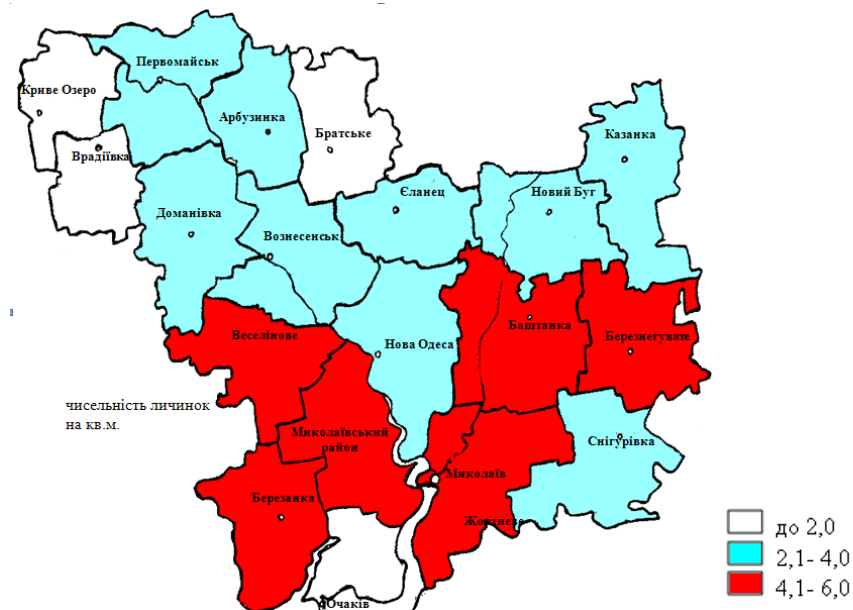 Первомайськ
Криве Озеро
Арбузинка
Братське
Казанка
Врадіївка
Єланец
Новий Буг
Доманівка
Вознесенськ
Баштанка
Веселінове
Нова Одеса
Березнегувате
чисельність личинок
на кв.м.
Миколаївський
район
Снігурівка
Миколаїв
Березанка
Жовтневе
до 2,0
2,1- 4,0
4,1- 6,0
Очаків